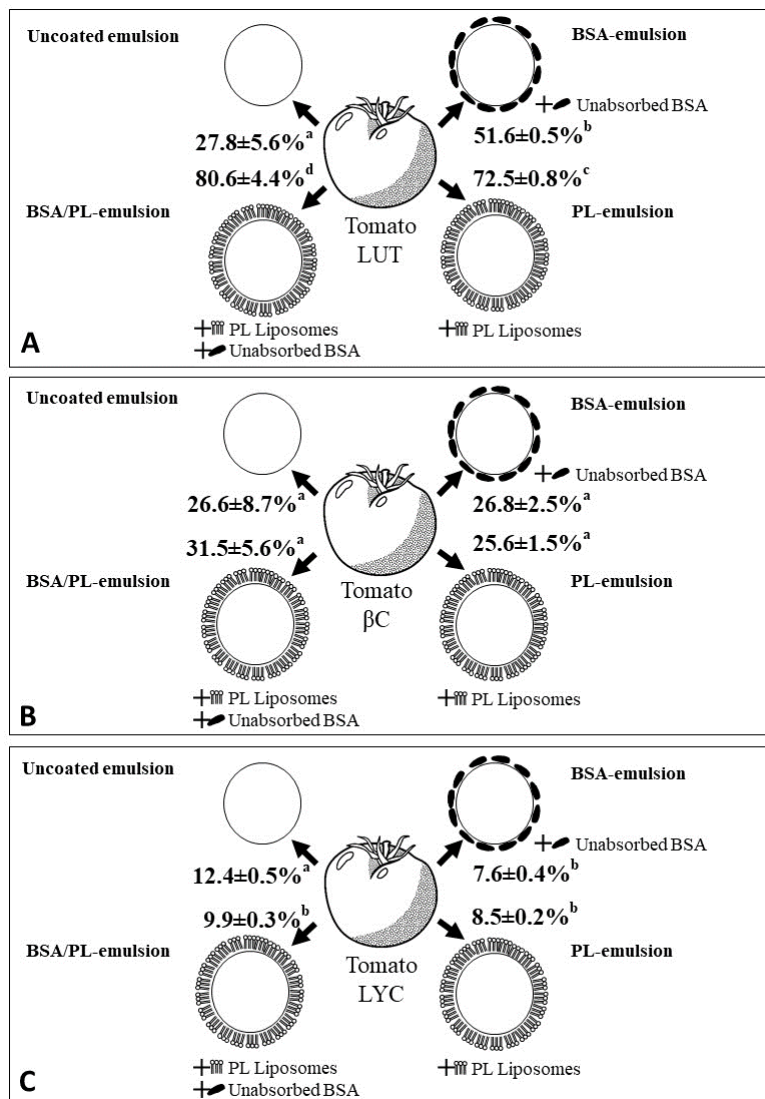 Uncoated emulsion
BSA-emulsion
Unabsorbed BSA
27.8±5.6%ᵃ
51.6±0.5%ᵇ
80.6±4.4%ᵈ
72.5±0.8%ᶜ
BSA/PL-emulsion
PL-emulsion
Tomato
LUT
PL Liposomes
Unabsorbed BSA
PL Liposomes
A
Uncoated emulsion
BSA-emulsion
Unabsorbed BSA
26.6±8.7%ᵃ
26.8±2.5%ᵃ
31.5±5.6%ᵃ
25.6±1.5%ᵃ
BSA/PL-emulsion
PL-emulsion
Tomato
βC
PL Liposomes
Unabsorbed BSA
PL Liposomes
B
Uncoated emulsion
BSA-emulsion
Unabsorbed BSA
12.4±0.5%ᵃ
7.6±0.4%ᵇ
9.9±0.3%ᵇ
8.5±0.2%ᵇ
BSA/PL-emulsion
PL-emulsion
Tomato
LYC
PL Liposomes
Unabsorbed BSA
PL Liposomes
C